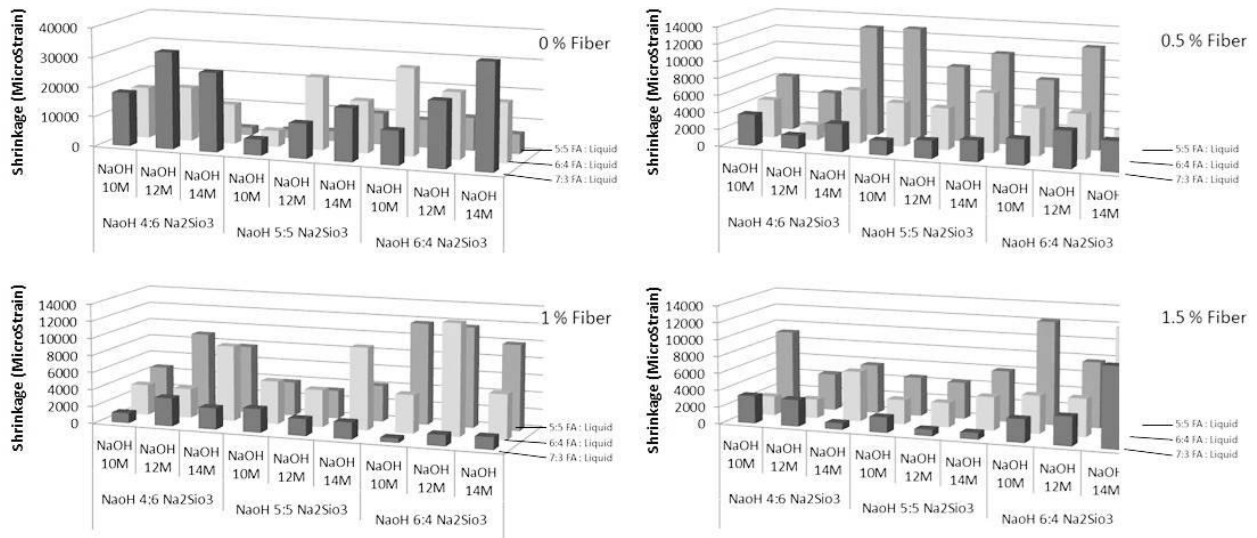 0 % Fiber
Shrinkage (MicroStrain)
40000
30000
20000
10000
0
NaOH 10M
NaOH 12M
NaOH 14M
NaOH 10M
NaOH 12M
NaOH 14M
NaOH 10M
NaOH 12M
NaOH 14M
NaoH 4:6 Na2Sio3
NaoH 5:5 Na2Sio3
NaoH 6:4 Na2Sio3
5:5 FA : Liquid
6:4 FA : Liquid
7:3 FA : Liquid
0.5 % Fiber
Shrinkage (MicroStrain)
14000
12000
10000
8000
6000
4000
2000
0
NaOH 10M
NaOH 12M
NaOH 14M
NaOH 10M
NaOH 12M
NaOH 14M
NaOH 10M
NaOH 12M
NaOH 14M
NaoH 4:6 Na2Sio3
NaoH 5:5 Na2Sio3
NaoH 6:4 Na2Sio3
5:5 FA : Liquid
6:4 FA : Liquid
7:3 FA : Liquid
1 % Fiber
Shrinkage (MicroStrain)
14000
12000
10000
8000
6000
4000
2000
0
NaOH 10M
NaOH 12M
NaOH 14M
NaOH 10M
NaOH 12M
NaOH 14M
NaOH 10M
NaOH 12M
NaOH 14M
NaoH 4:6 Na2Sio3
NaoH 5:5 Na2Sio3
NaoH 6:4 Na2Sio3
5:5 FA : Liquid
6:4 FA : Liquid
7:3 FA : Liquid
1.5 % Fiber
Shrinkage (MicroStrain)
14000
12000
10000
8000
6000
4000
2000
0
NaOH 10M
NaOH 12M
NaOH 14M
NaOH 10M
NaOH 12M
NaOH 14M
NaOH 10M
NaOH 12M
NaOH 14M
NaoH 4:6 Na2Sio3
NaoH 5:5 Na2Sio3
NaoH 6:4 Na2Sio3
5:5 FA : Liquid
6:4 FA : Liquid
7:3 FA : Liquid